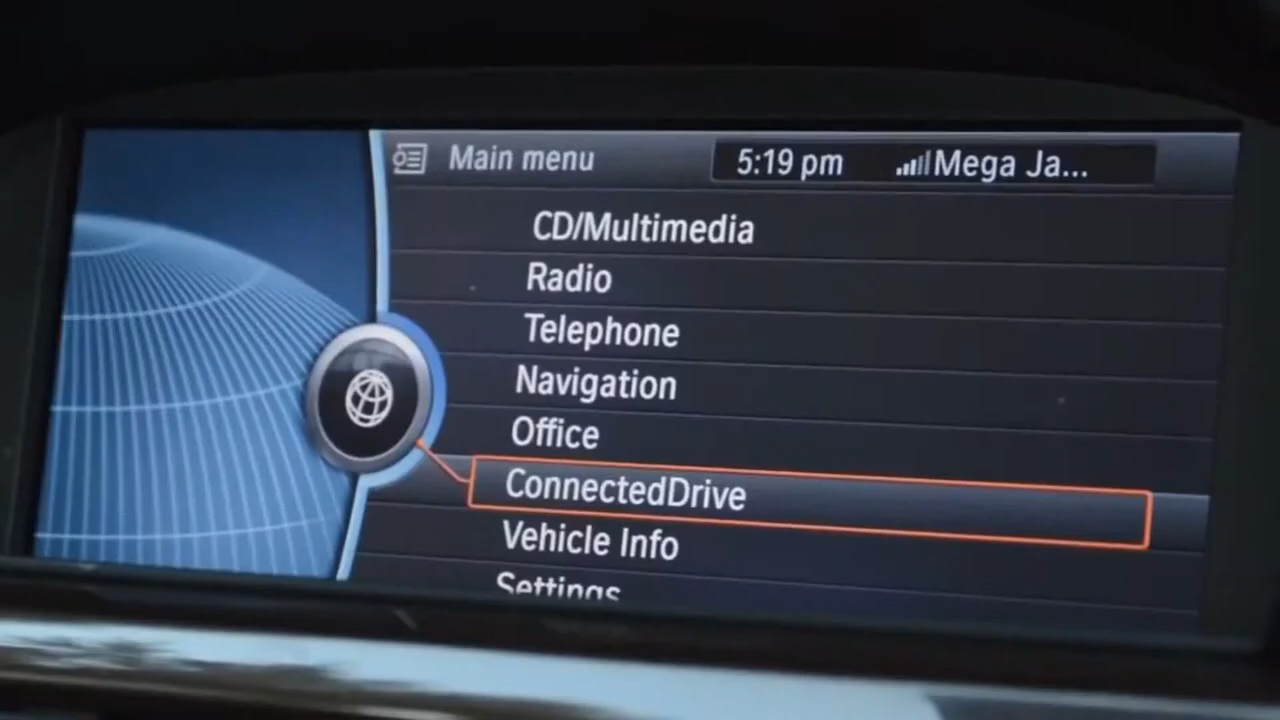 Main menu 5:19 pm Mega Ja...
CD/Multimedia
Radio
Telephone
Navigation
Office
ConnectedDrive
Vehicle Info
Settings